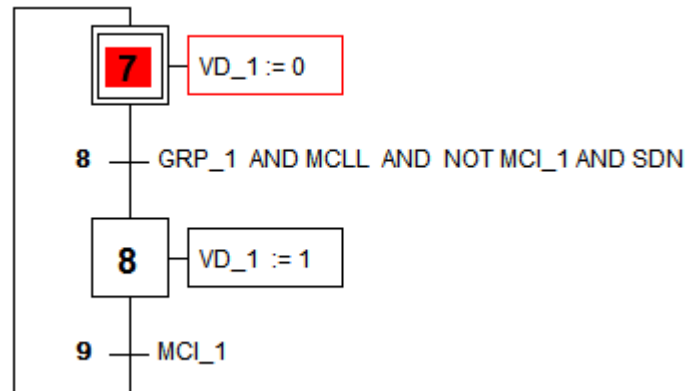 7 VD_1 := 0
8 GRP_1 AND MCLL AND NOT MCI_1 AND SDN
8 VD_1 := 1
9 MCI_1